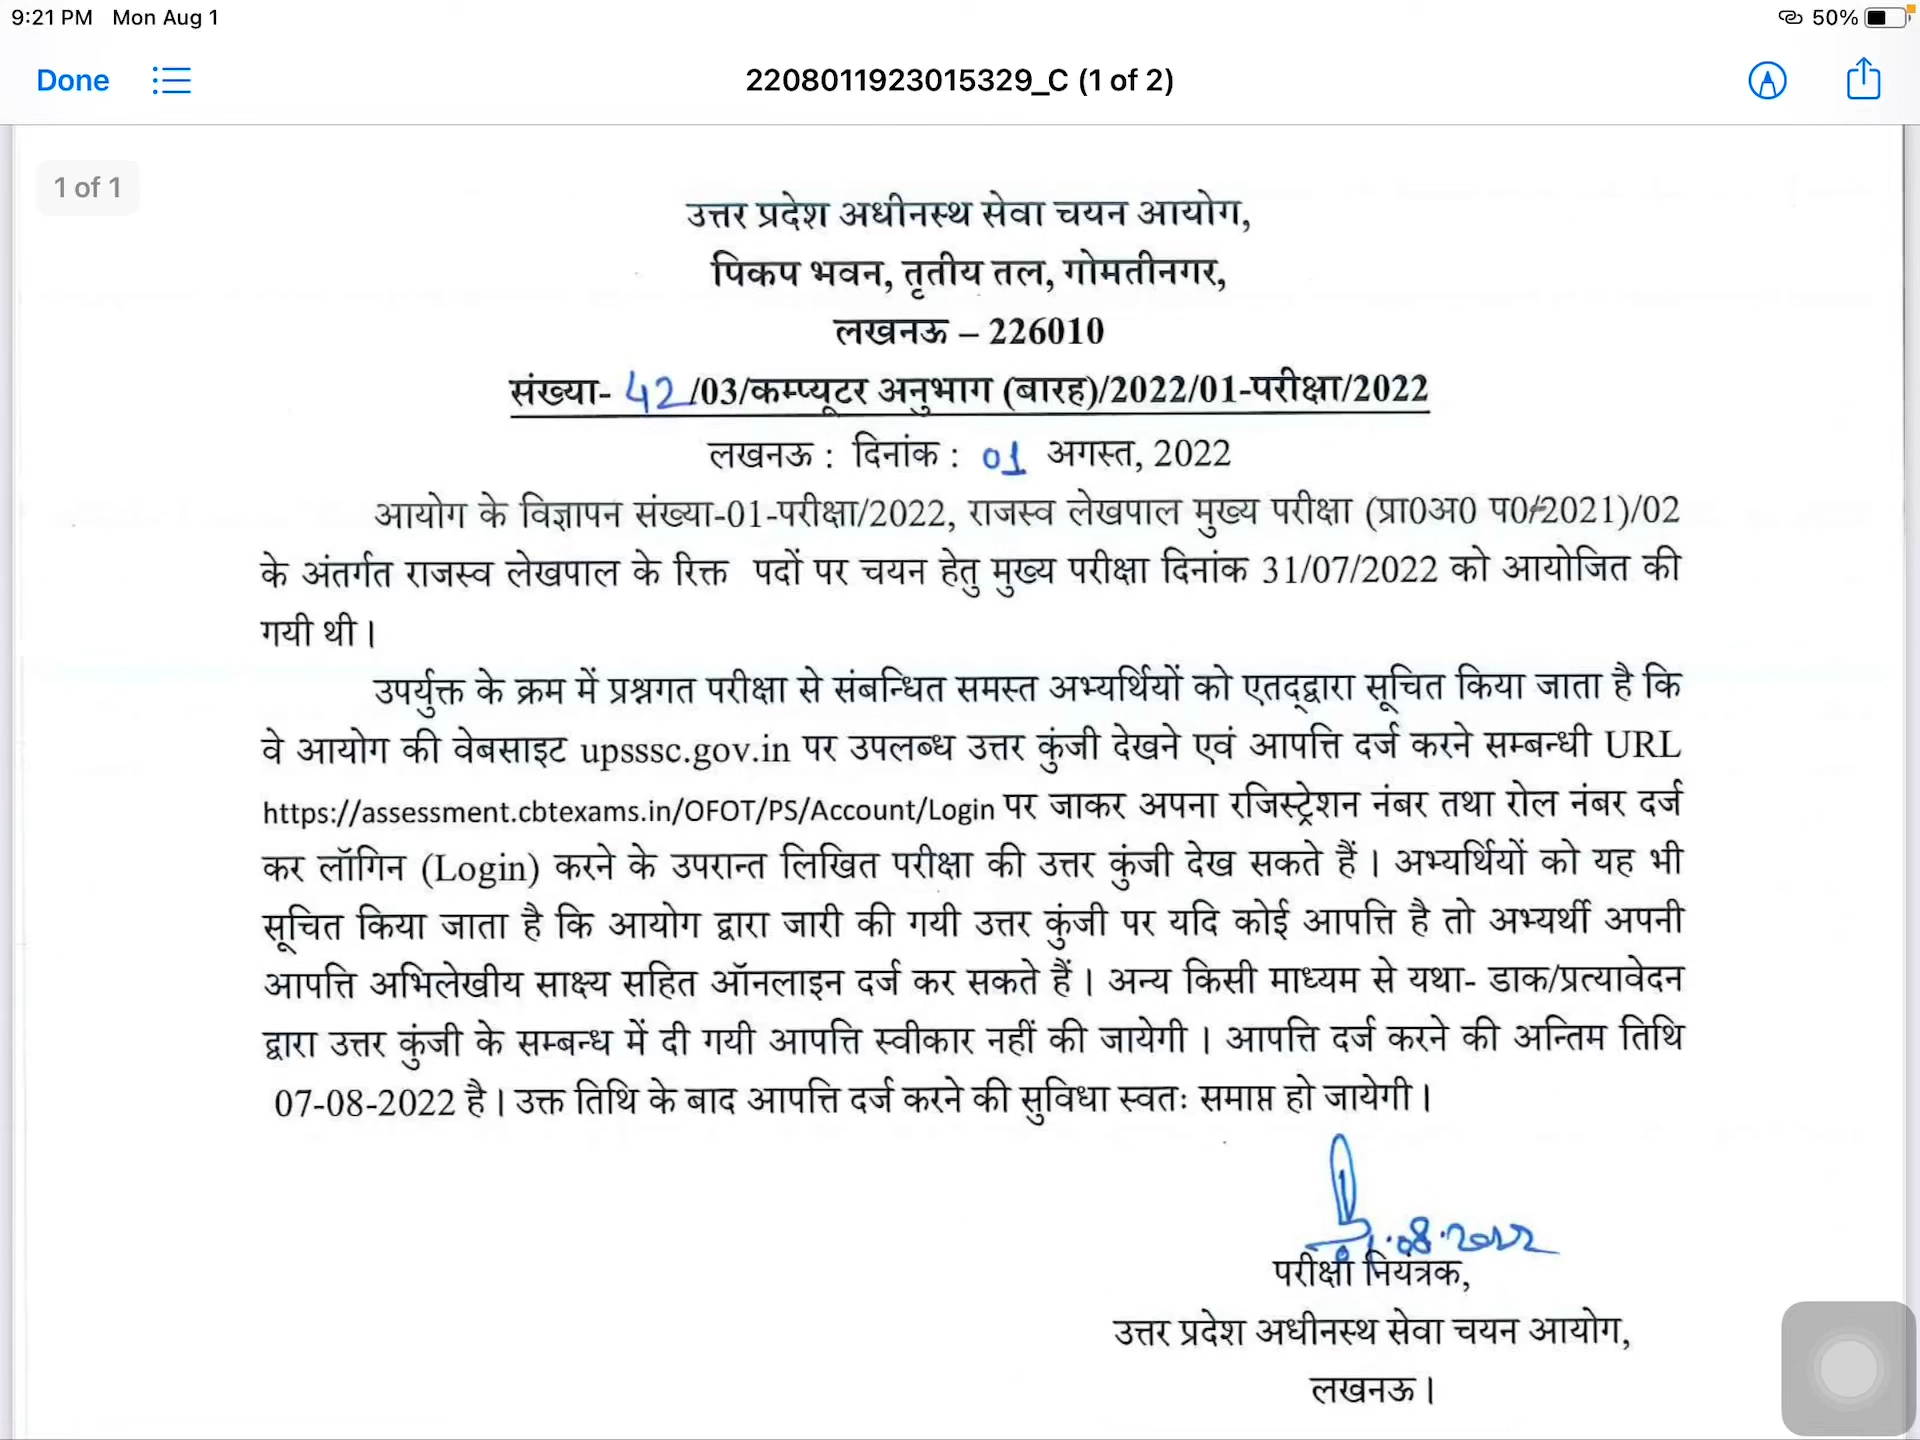 9:21 PM Mon Aug 1
50%
Done
2208011923015329_C (1 of 2)
1 of 1
उत्तर प्रदेश अधीनस्थ सेवा चयन आयोग,
पिकप भवन, तृतीय तल, गोमतीनगर,
लखनऊ – 226010
संख्या- 42 /03/कम्प्यूटर अनुभाग (बारह)/2022/01-परीक्षा/2022
लखनऊ : दिनांक : 01 अगस्त, 2022
आयोग के विज्ञापन संख्या-01-परीक्षा/2022, राजस्व लेखपाल मुख्य परीक्षा (प्रा0अ0 प0/2021)/02
के अंतर्गत राजस्व लेखपाल के रिक्त पदों पर चयन हेतु मुख्य परीक्षा दिनांक 31/07/2022 को आयोजित की
गयी थी।
उपर्युक्त के क्रम में प्रश्नगत परीक्षा से संबन्धित समस्त अभ्यर्थियों को एतद्द्वारा सूचित किया जाता है कि
वे आयोग की वेबसाइट upsssc.gov.in पर उपलब्ध उत्तर कुंजी देखने एवं आपत्ति दर्ज करने सम्बन्धी URL
https://assessment.cbtexams.in/OFOT/PS/Account/Login पर जाकर अपना रजिस्ट्रेशन नंबर तथा रोल नंबर दर्ज
कर लॉगिन (Login) करने के उपरान्त लिखित परीक्षा की उत्तर कुंजी देख सकते हैं। अभ्यर्थियों को यह भी
सूचित किया जाता है कि आयोग द्वारा जारी की गयी उत्तर कुंजी पर यदि कोई आपत्ति है तो अभ्यर्थी अपनी
आपत्ति अभिलेखीय साक्ष्य सहित ऑनलाइन दर्ज कर सकते हैं। अन्य किसी माध्यम से यथा- डाक/प्रत्यावेदन
द्वारा उत्तर कुंजी के सम्बन्ध में दी गयी आपत्ति स्वीकार नहीं की जायेगी। आपत्ति दर्ज करने की अन्तिम तिथि
07-08-2022 है। उक्त तिथि के बाद आपत्ति दर्ज करने की सुविधा स्वतः समाप्त हो जायेगी।
01.08.2022
परीक्षा नियंत्रक,
उत्तर प्रदेश अधीनस्थ सेवा चयन आयोग,
लखनऊ।